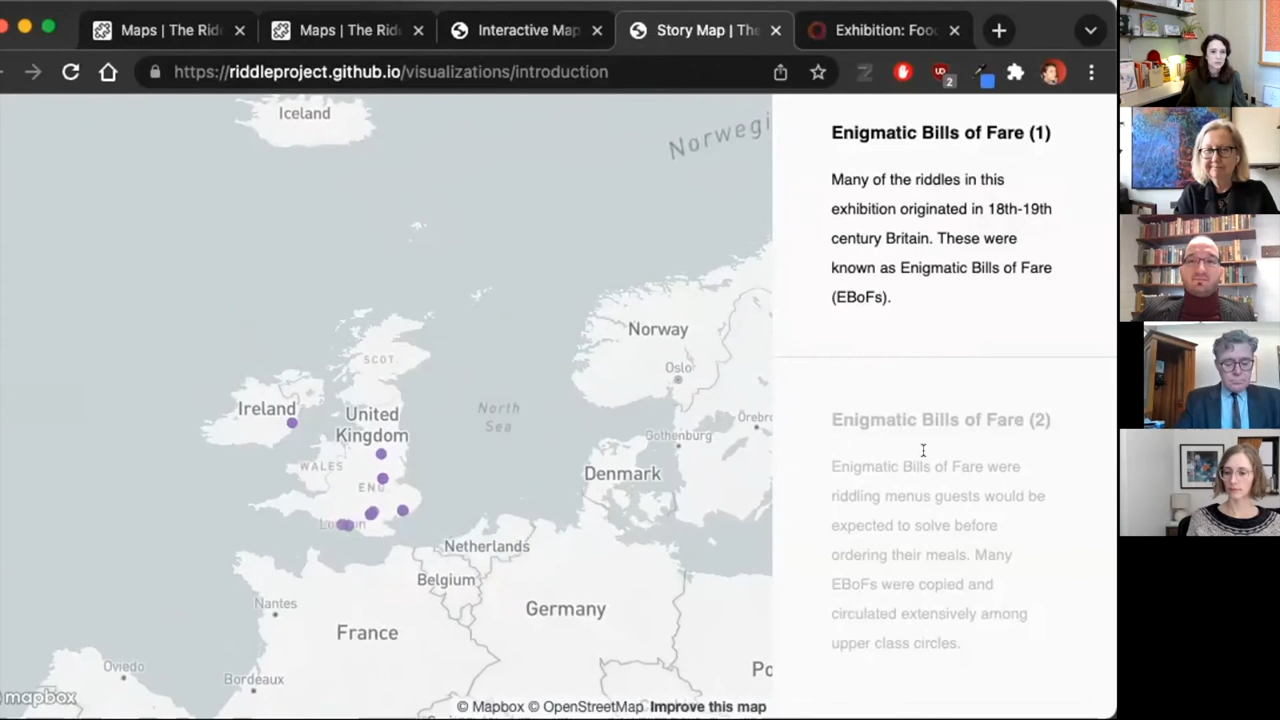 Maps | The Rid
Maps | The Rid
Interactive Map
Story Map | The
Exhibition: Foo
https://riddleproject.github.io/visualizations/introduction
2
Iceland
Norwegi
Norway
SCOT.
Oslo
Ireland
United
Kingdom
North
Sea
Örebro
Gothenburg
WALES
Denmark
ENG
London
Netherlands
Belgium
Germany
Nantes
France
Po
Oviedo
Bordeaux
mapbox
© Mapbox © OpenStreetMap Improve this map
Enigmatic Bills of Fare (1)
Many of the riddles in this
exhibition originated in 18th-19th
century Britain. These were
known as Enigmatic Bills of Fare
(EBoFs).
Enigmatic Bills of Fare (2)
Enigmatic Bills of Fare were
riddling menus guests would be
expected to solve before
ordering their meals. Many
EBoFs were copied and
circulated extensively among
upper class circles.